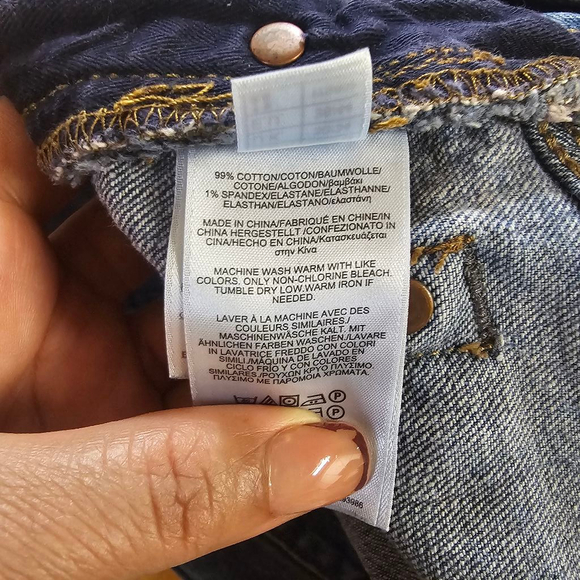 99% COTTON/COTON/BAUMWOLLE/
COTONE/ALGODON/βαμβάκι
1% SPANDEX/ELASTANE/ELASTHANNE/
ELASTHAN/ELASTANO/ελαστάνη
MADE IN CHINA/FABRIQUÉ EN CHINE/IN
CHINA HERGESTELLT /CONFEZIONATO IN
CINA/HECHO EN CHINA/Κατασκευάζεται
στην Κίνα
MACHINE WASH WARM WITH LIKE
COLORS. ONLY NON-CHLORINE BLEACH.
TUMBLE DRY LOW.WARM IRON IF
NEEDED.
LAVER À LA MACHINE AVEC DES
COULEURS SIMILAIRES./
MASCHINENWÄSCHE KALT. MIT
ÄHNLICHEN FARBEN WASCHEN./LAVARE
IN LAVATRICE FREDDO CON COLORI
SIMILI./MÁQUINA DE LAVADO EN
CICLO FRÍO Y CON COLORES
SIMILARES./ΡΟΥΧΩΝ ΚΡΥΟ ΠΛΥΣΙΜΟ.
ΠΛΥΣΙΜΟ ΜΕ ΠΑΡΟΜΟΙΑ ΧΡΩΜΑΤΑ.
P
P